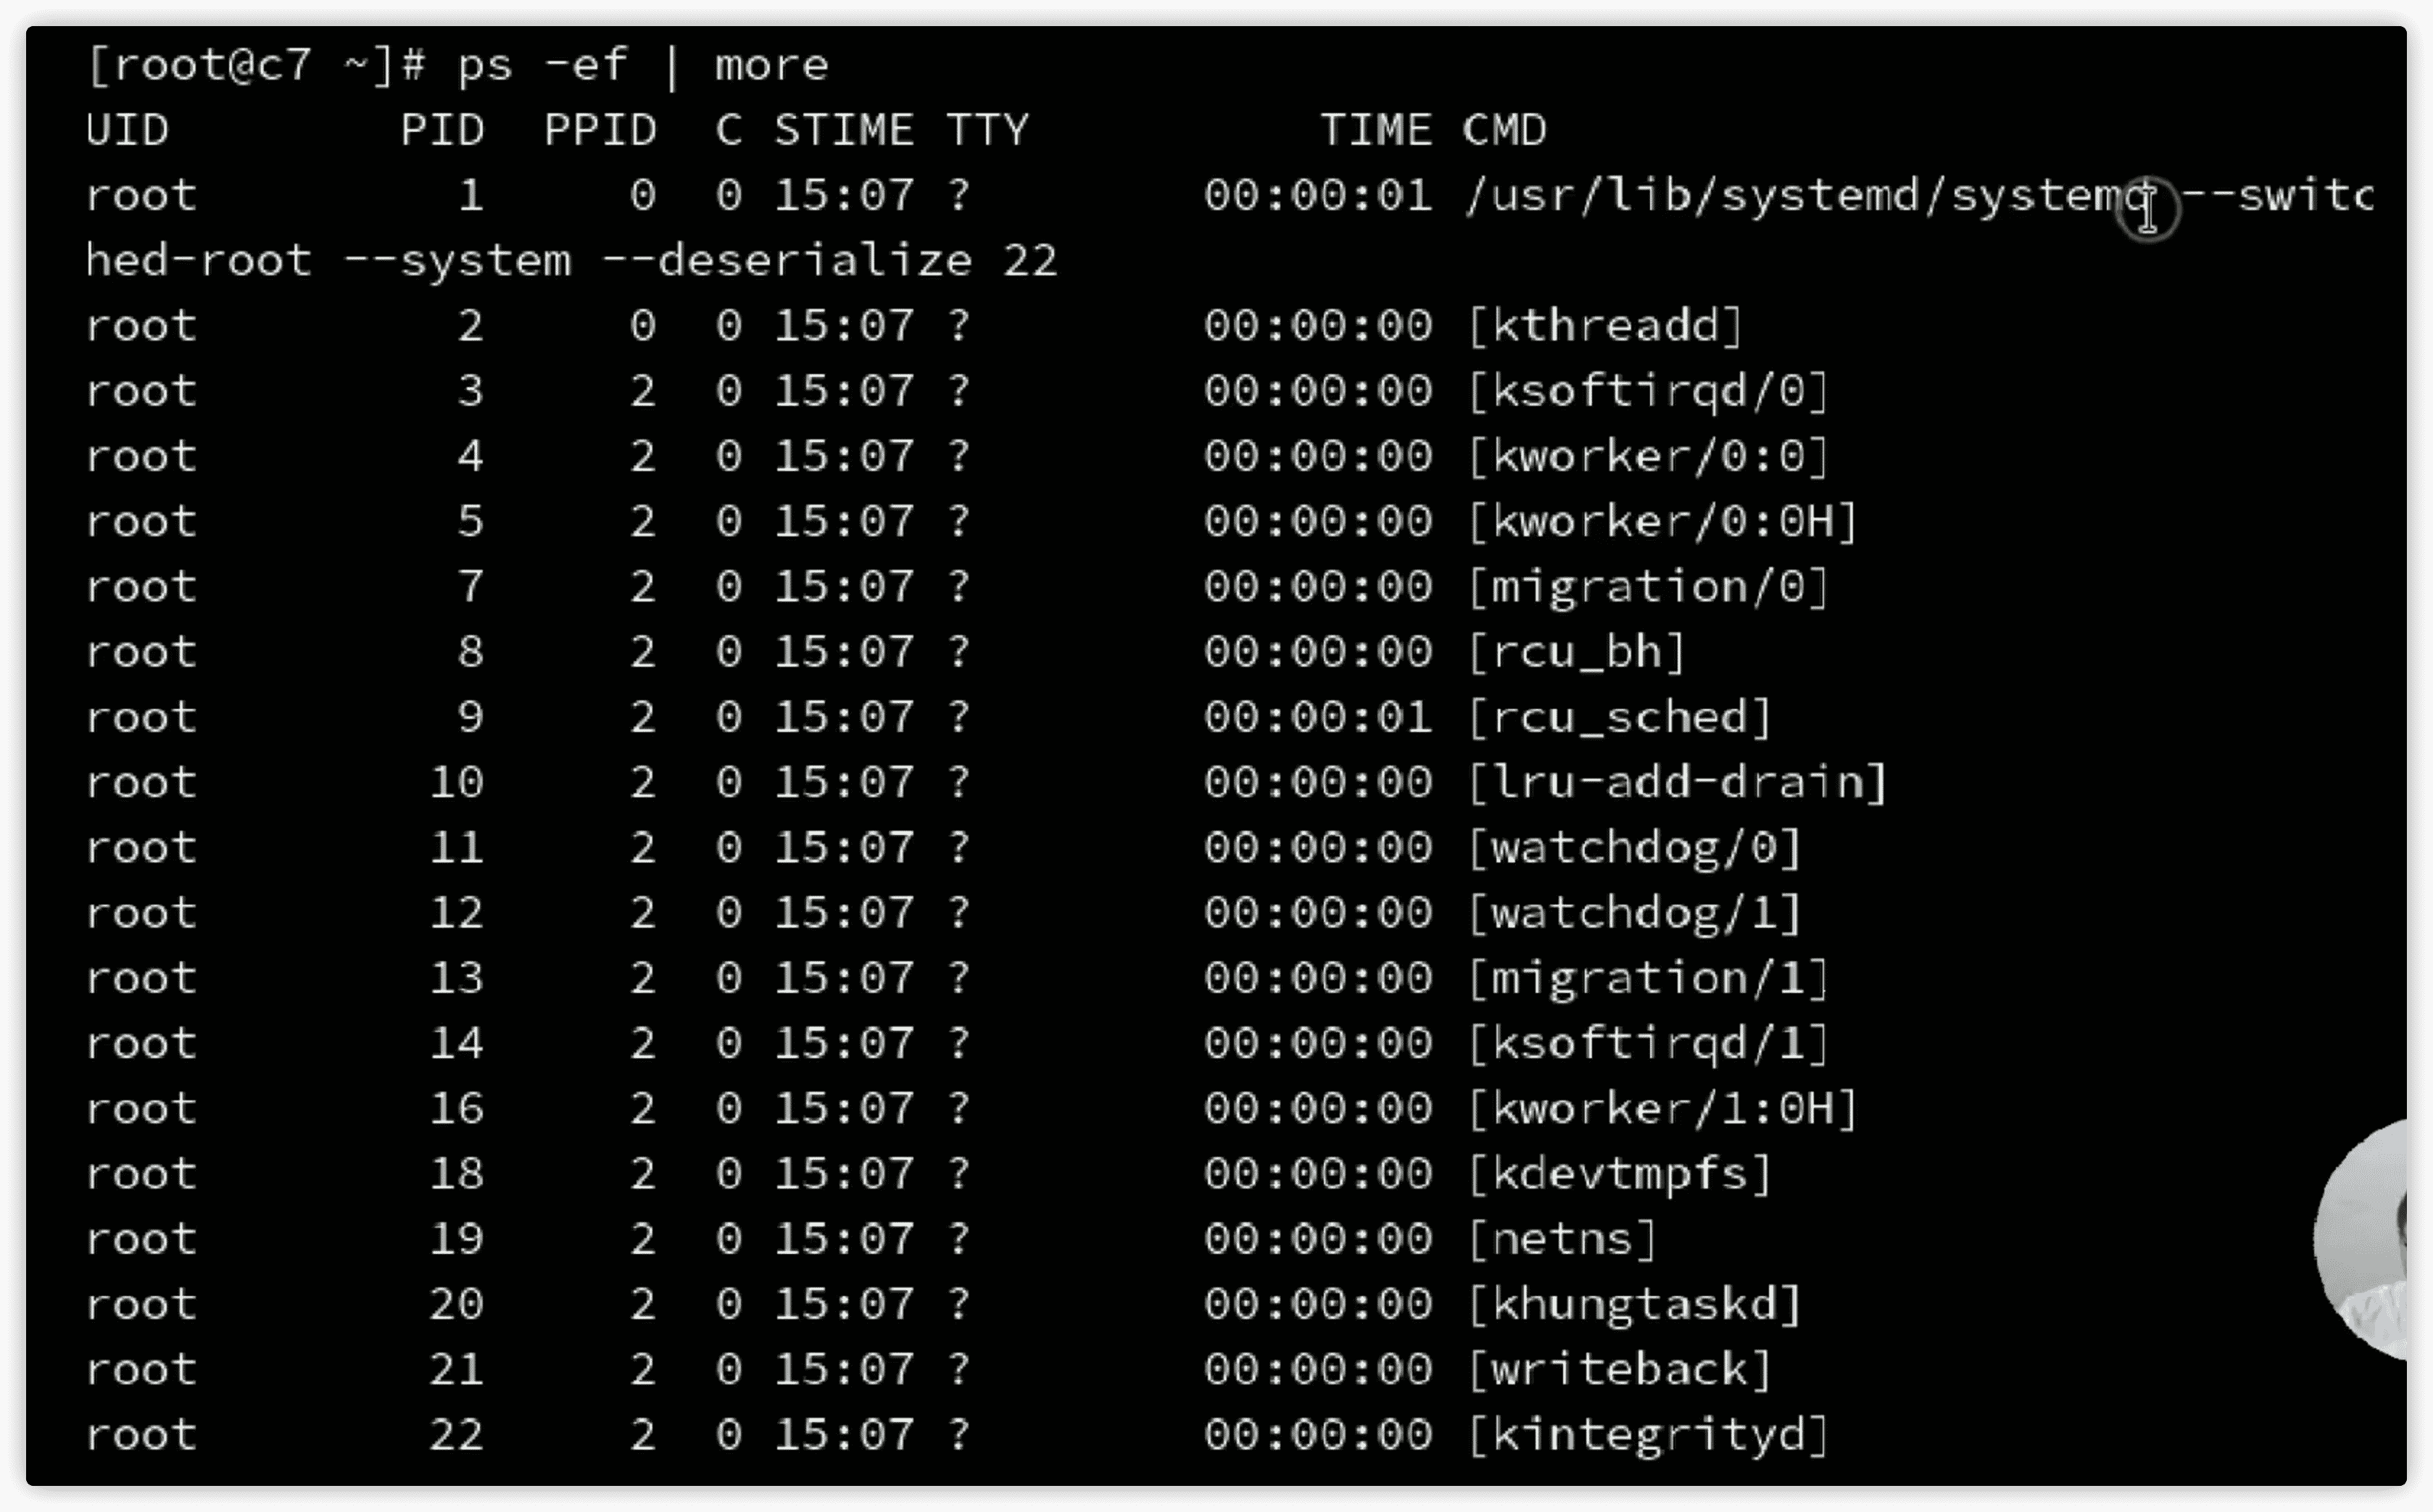 [root@c7 ~]# ps -ef | more
UID        PID  PPID  C STIME TTY          TIME CMD
root         1     0  0 15:07 ?        00:00:01 /usr/lib/systemd/systemd --switc
hed-root --system --deserialize 22
root         2     0  0 15:07 ?        00:00:00 [kthreadd]
root         3     2  0 15:07 ?        00:00:00 [ksoftirqd/0]
root         4     2  0 15:07 ?        00:00:00 [kworker/0:0]
root         5     2  0 15:07 ?        00:00:00 [kworker/0:0H]
root         7     2  0 15:07 ?        00:00:00 [migration/0]
root         8     2  0 15:07 ?        00:00:00 [rcu_bh]
root         9     2  0 15:07 ?        00:00:01 [rcu_sched]
root        10     2  0 15:07 ?        00:00:00 [lru-add-drain]
root        11     2  0 15:07 ?        00:00:00 [watchdog/0]
root        12     2  0 15:07 ?        00:00:00 [watchdog/1]
root        13     2  0 15:07 ?        00:00:00 [migration/1]
root        14     2  0 15:07 ?        00:00:00 [ksoftirqd/1]
root        16     2  0 15:07 ?        00:00:00 [kworker/1:0H]
root        18     2  0 15:07 ?        00:00:00 [kdevtmpfs]
root        19     2  0 15:07 ?        00:00:00 [netns]
root        20     2  0 15:07 ?        00:00:00 [khungtaskd]
root        21     2  0 15:07 ?        00:00:00 [writeback]
root        22     2  0 15:07 ?        00:00:00 [kintegrityd]